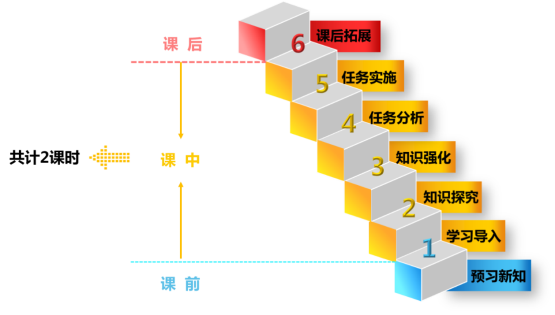 课后
6 课后拓展
5 任务实施
4 任务分析
共计2课时
课中
3 知识强化
知识探究
2 学习导入
1 预习新知
课前